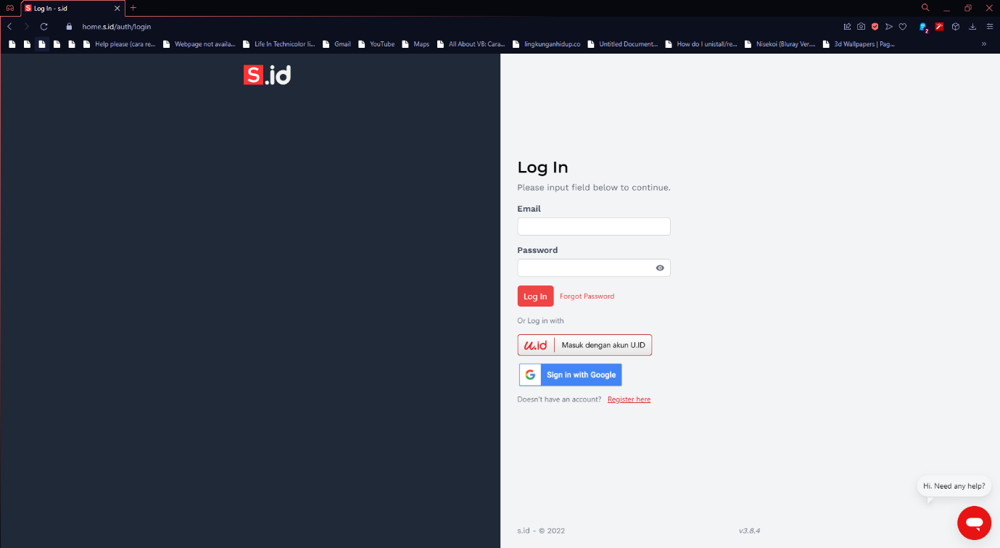 Log In - s.id
home.s.id/auth/login
2
Help please (cara re... Webpage not availa... Life In Technicolor li... Gmail YouTube Maps All About VB: Cara... lingkunganhidup.co Untitled Document... How do I unistall/re... Nisekoi (Bluray Ver.... 3d Wallpapers | Pag... »
S.id
Log In
Please input field below to continue.
Email
Password
Log In Forgot Password
Or Log in with
u.id Masuk dengan akun U.ID
G Sign in with Google
Doesn't have an account? Register here
Hi. Need any help?
s.id - © 2022 v3.8.4